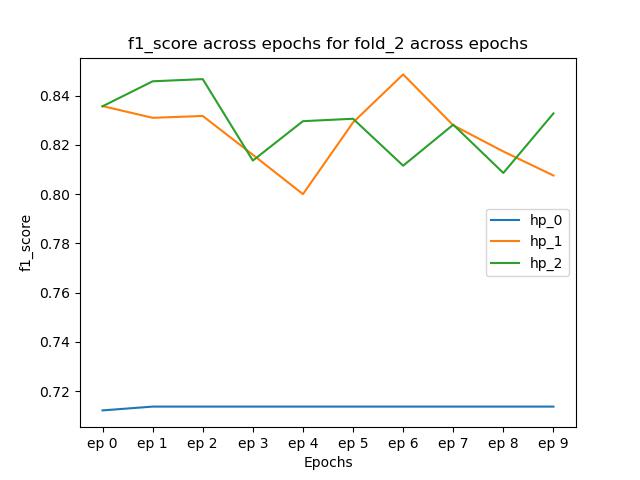 f1_score across epochs for fold_2 across epochs
f1_score
0.84
0.82
0.80
0.78
0.76
0.74
0.72
hp_0
hp_1
hp_2
ep 0 ep 1 ep 2 ep 3 ep 4 ep 5 ep 6 ep 7 ep 8 ep 9
Epochs